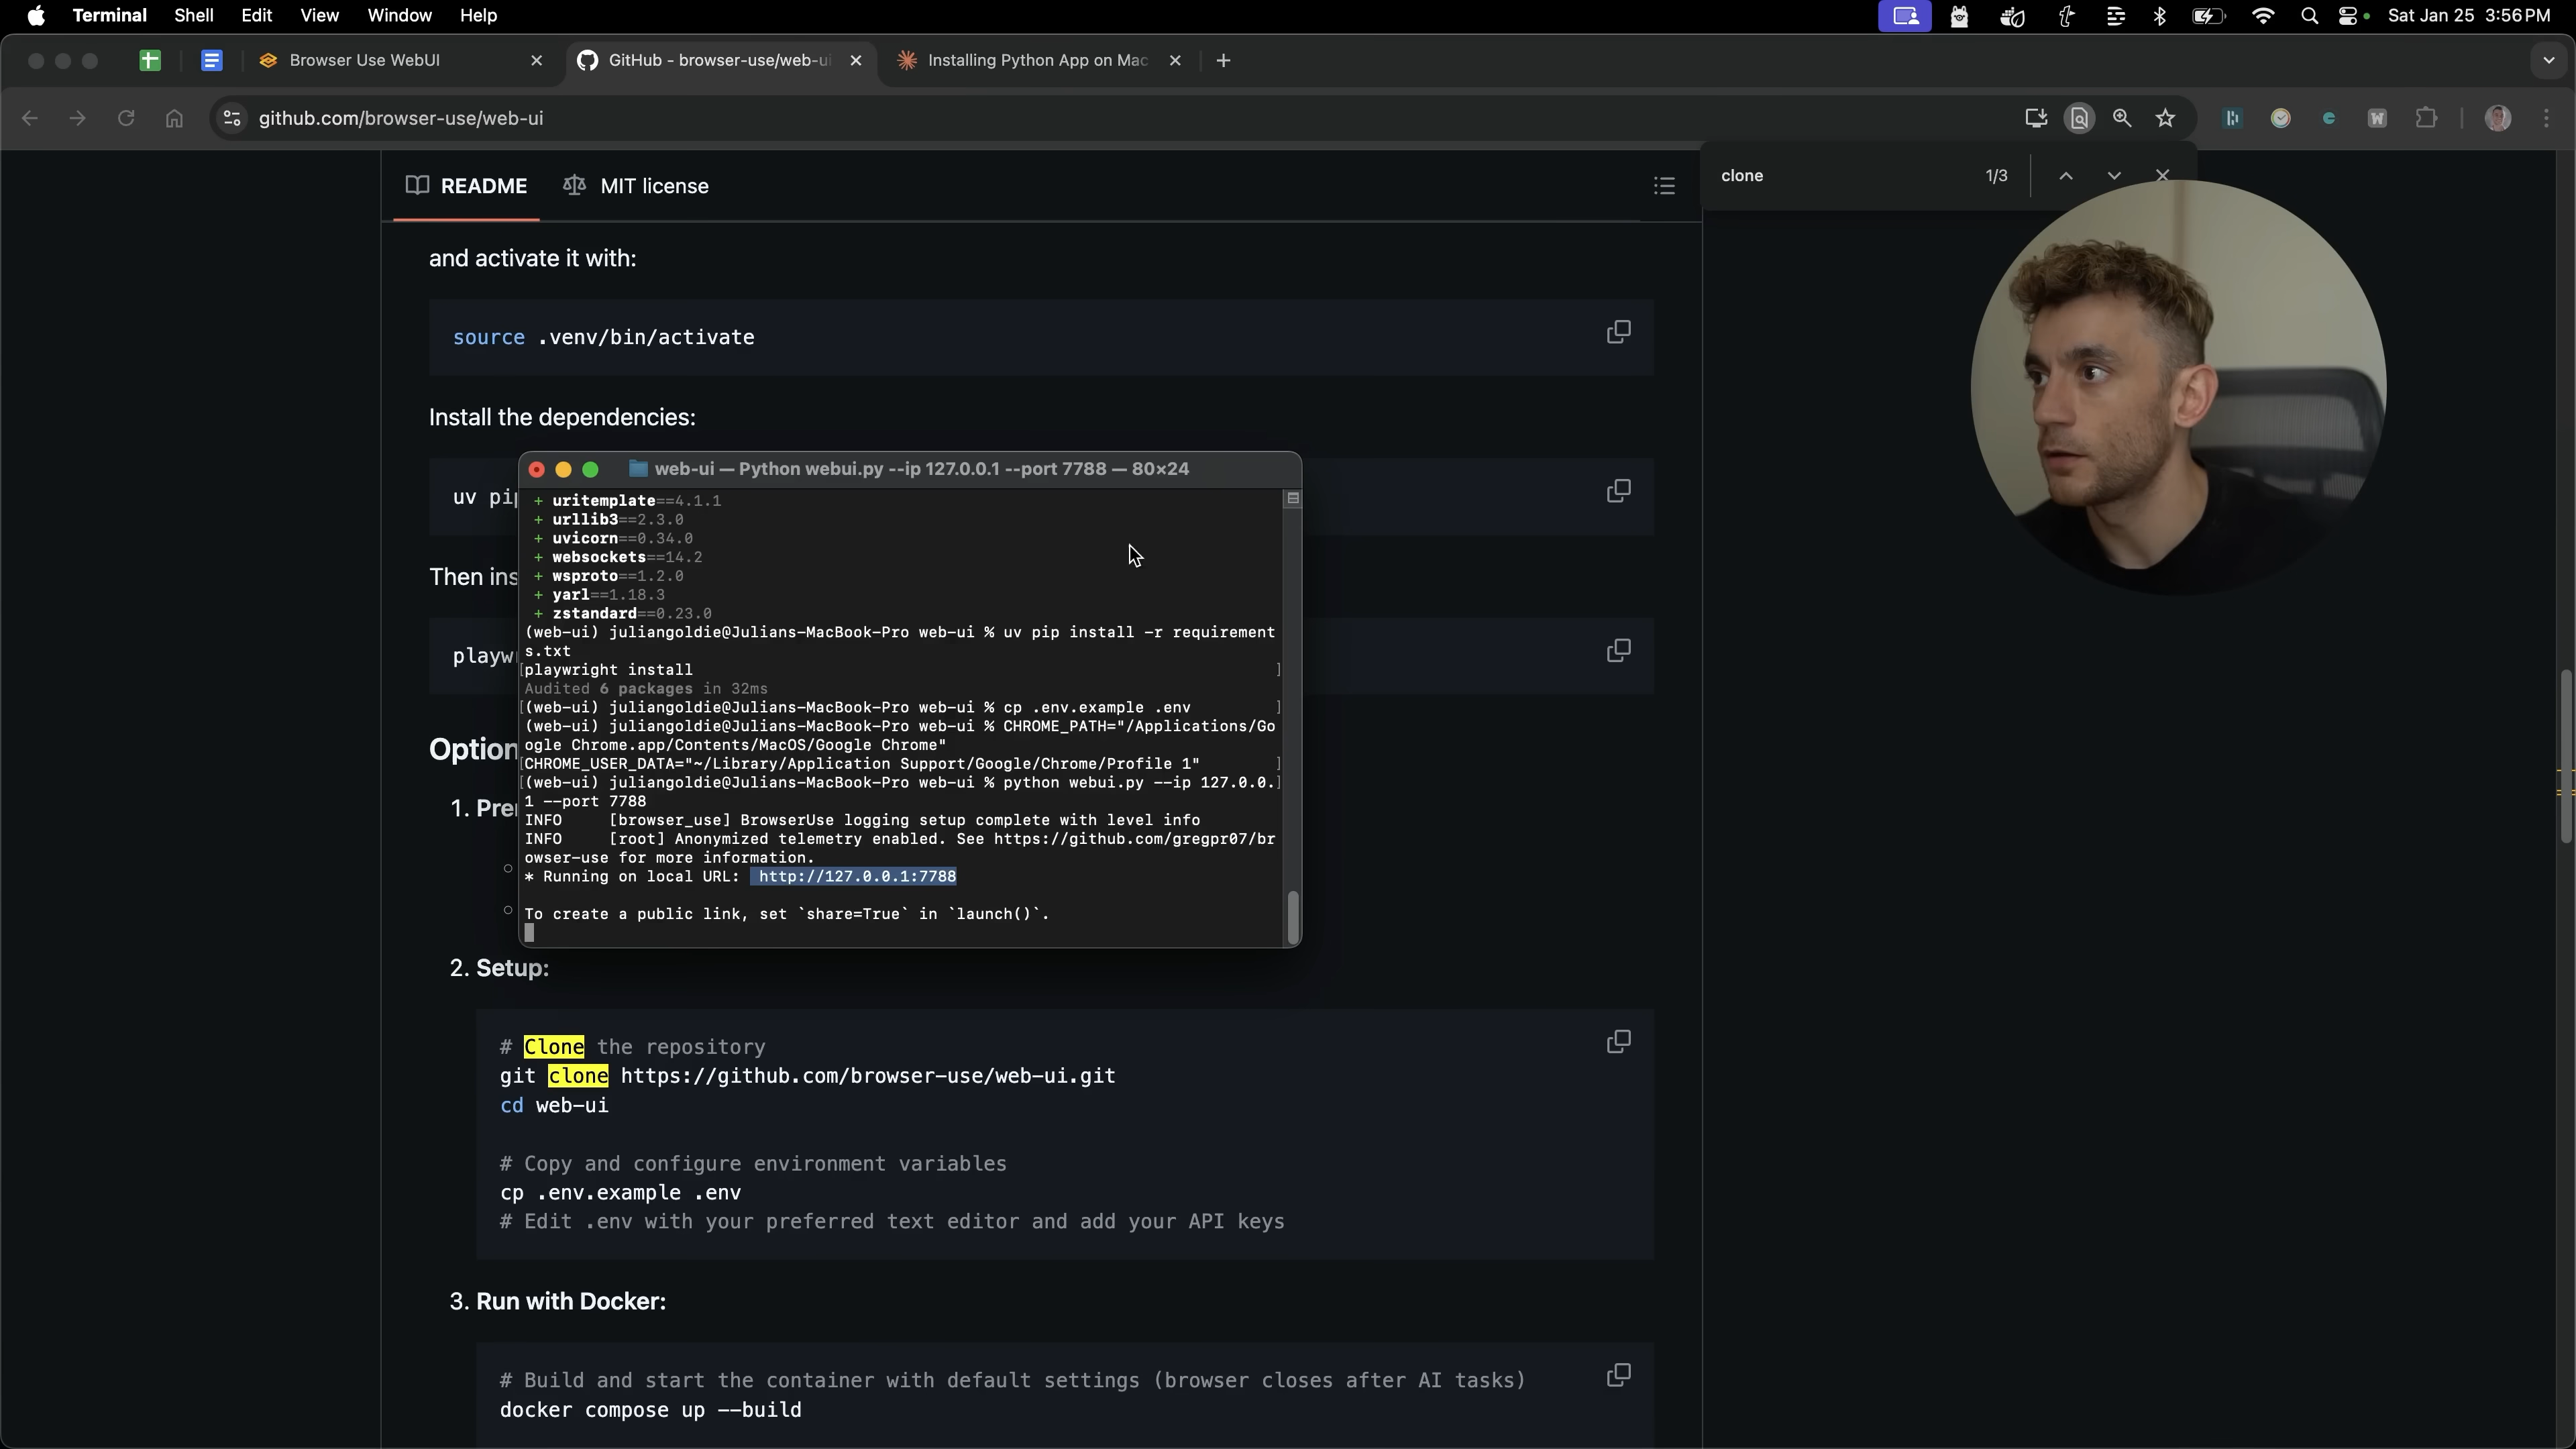 Terminal Shell Edit View Window Help Sat Jan 25 3:56 PM
Browser Use WebUI
GitHub - browser-use/web-ui
Installing Python App on Mac
github.com/browser-use/web-ui
clone 1/3
README MIT license
and activate it with:
source .venv/bin/activate
Install the dependencies:
uv pip
Then ins
playw
Option
1. Prer
web-ui — Python webui.py --ip 127.0.0.1 --port 7788 — 80×24
+ uritemplate==4.1.1
+ urllib3==2.3.0
+ uvicorn==0.34.0
+ websockets==14.2
+ wsproto==1.2.0
+ yarl==1.18.3
+ zstandard==0.23.0
(web-ui) juliangoldie@Julians-MacBook-Pro web-ui % uv pip install -r requirement
s.txt
[playwright install ]
Audited 6 packages in 32ms
[(web-ui) juliangoldie@Julians-MacBook-Pro web-ui % cp .env.example .env ]
(web-ui) juliangoldie@Julians-MacBook-Pro web-ui % CHROME_PATH="/Applications/Go
ogle Chrome.app/Contents/MacOS/Google Chrome"
[CHROME_USER_DATA="~/Library/Application Support/Google/Chrome/Profile 1" ]
[(web-ui) juliangoldie@Julians-MacBook-Pro web-ui % python webui.py --ip 127.0.0.]
1 --port 7788
INFO [browser_use] BrowserUse logging setup complete with level info
INFO [root] Anonymized telemetry enabled. See https://github.com/gregpr07/br
owser-use for more information.
* Running on local URL: http://127.0.0.1:7788
To create a public link, set `share=True` in `launch()`.
2. Setup:
# Clone the repository
git clone https://github.com/browser-use/web-ui.git
cd web-ui
# Copy and configure environment variables
cp .env.example .env
# Edit .env with your preferred text editor and add your API keys
3. Run with Docker:
# Build and start the container with default settings (browser closes after AI tasks)
docker compose up --build